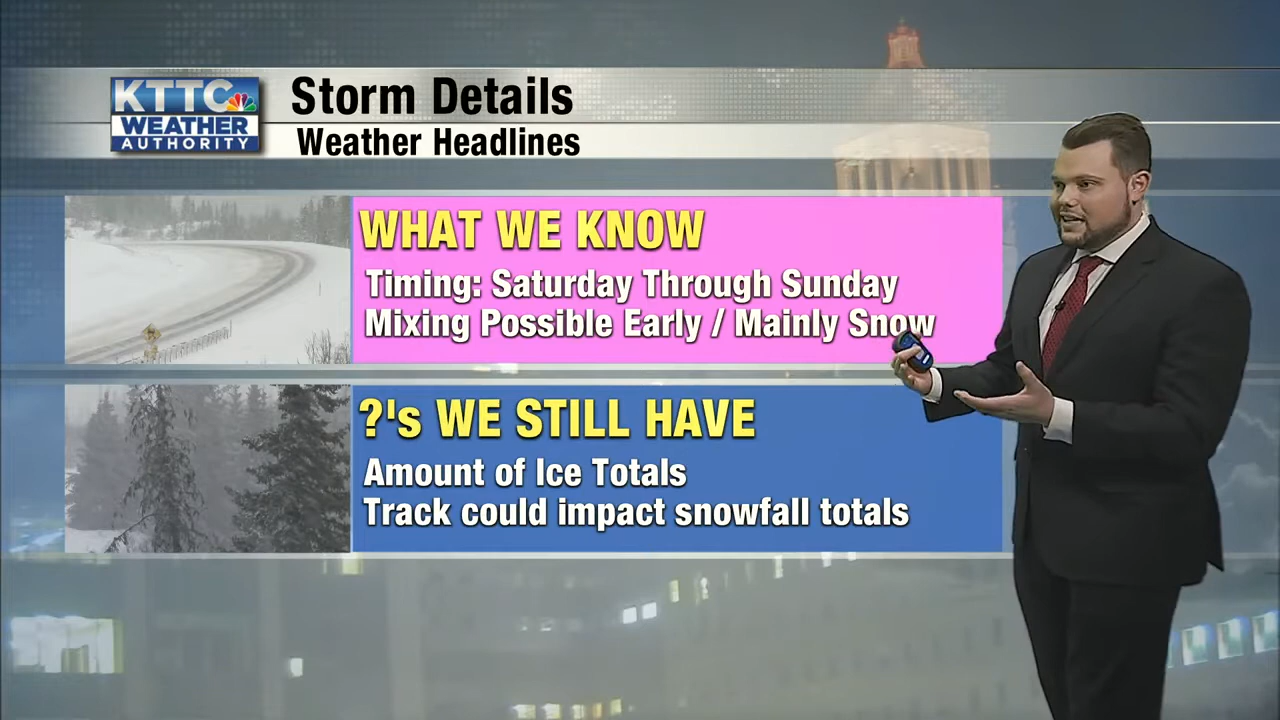 KTTC
WEATHER
AUTHORITY
Storm Details
Weather Headlines
WHAT WE KNOW
Timing: Saturday Through Sunday
Mixing Possible Early / Mainly Snow
?'s WE STILL HAVE
Amount of Ice Totals
Track could impact snowfall totals